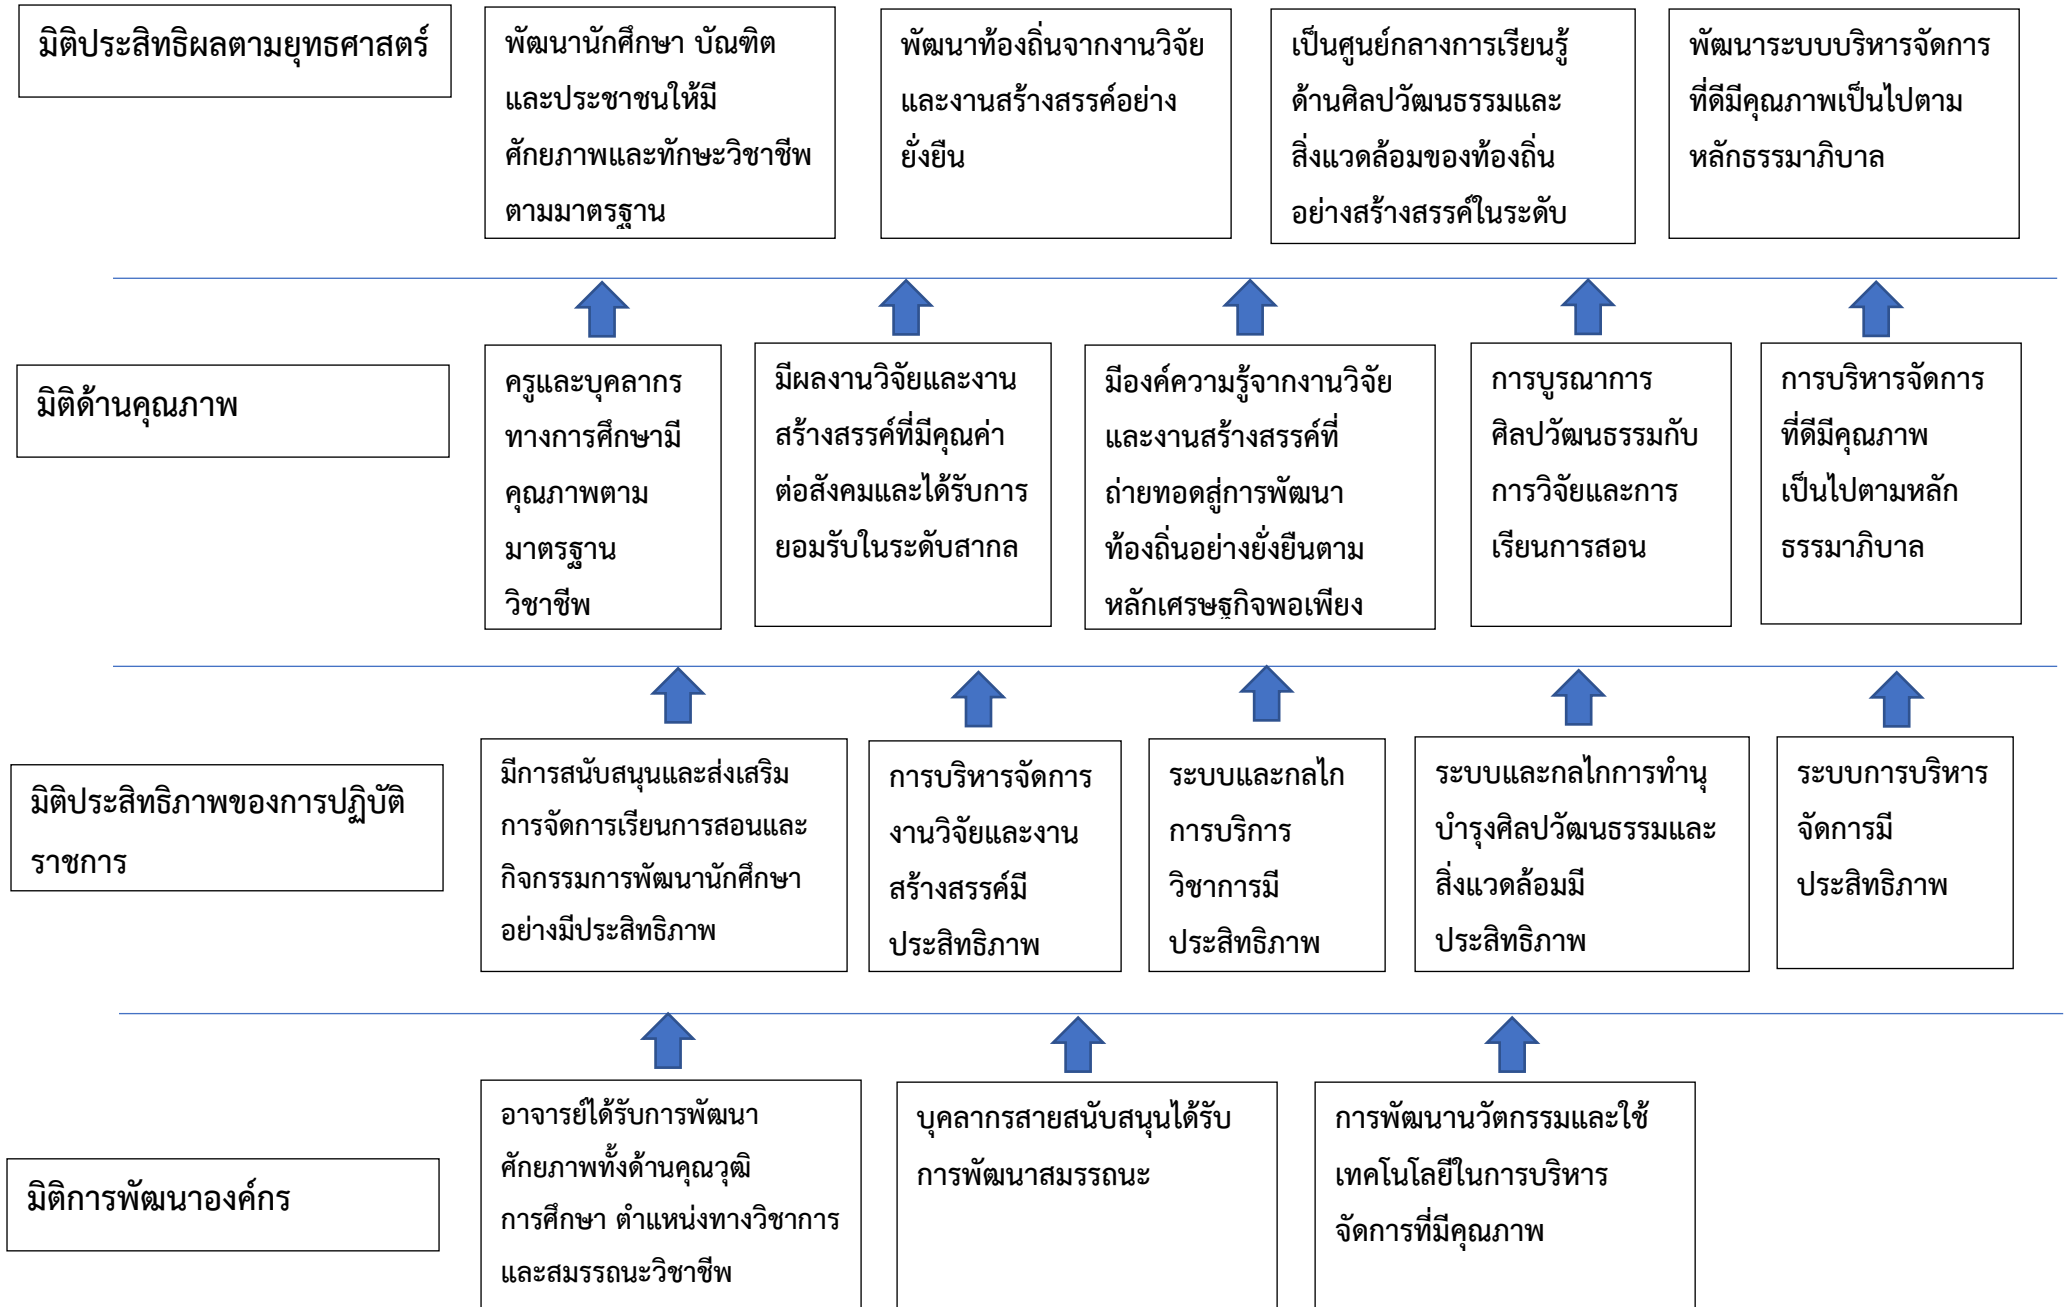 มิติประสิทธิผลตามยุทธศาสตร์
พัฒนานักศึกษา บัณฑิต
และประชาชนให้มี
ศักยภาพและทักษะวิชาชีพ
ตามมาตรฐาน
พัฒนาท้องถิ่นจากงานวิจัย
และงานสร้างสรรค์อย่าง
ยั่งยืน
เป็นศูนย์กลางการเรียนรู้
ด้านศิลปวัฒนธรรมและ
สิ่งแวดล้อมของท้องถิ่น
อย่างสร้างสรรค์ในระดับ
พัฒนาระบบบริหารจัดการ
ที่ดีมีคุณภาพเป็นไปตาม
หลักธรรมาภิบาล
มิติด้านคุณภาพ
ครูและบุคลากร
ทางการศึกษามี
คุณภาพตาม
มาตรฐาน
วิชาชีพ
มีผลงานวิจัยและงาน
สร้างสรรค์ที่มีคุณค่า
ต่อสังคมและได้รับการ
ยอมรับในระดับสากล
มีองค์ความรู้จากงานวิจัย
และงานสร้างสรรค์ที่
ถ่ายทอดสู่การพัฒนา
ท้องถิ่นอย่างยั่งยืนตาม
หลักเศรษฐกิจพอเพียง
การบูรณาการ
ศิลปวัฒนธรรมกับ
การวิจัยและการ
เรียนการสอน
การบริหารจัดการ
ที่ดีมีคุณภาพ
เป็นไปตามหลัก
ธรรมาภิบาล
มิติประสิทธิภาพของการปฏิบัติ
ราชการ
มีการสนับสนุนและส่งเสริม
การจัดการเรียนการสอนและ
กิจกรรมการพัฒนานักศึกษา
อย่างมีประสิทธิภาพ
การบริหารจัดการ
งานวิจัยและงาน
สร้างสรรค์มี
ประสิทธิภาพ
ระบบและกลไก
การบริการ
วิชาการมี
ประสิทธิภาพ
ระบบและกลไกการทำนุ
บำรุงศิลปวัฒนธรรมและ
สิ่งแวดล้อมมี
ประสิทธิภาพ
ระบบการบริหาร
จัดการมี
ประสิทธิภาพ
มิติการพัฒนาองค์กร
อาจารย์ได้รับการพัฒนา
ศักยภาพทั้งด้านคุณวุฒิ
การศึกษา ตำแหน่งทางวิชาการ
และสมรรถนะวิชาชีพ
บุคลากรสายสนับสนุนได้รับ
การพัฒนาสมรรถนะ
การพัฒนานวัตกรรมและใช้
เทคโนโลยีในการบริหาร
จัดการที่มีคุณภาพ